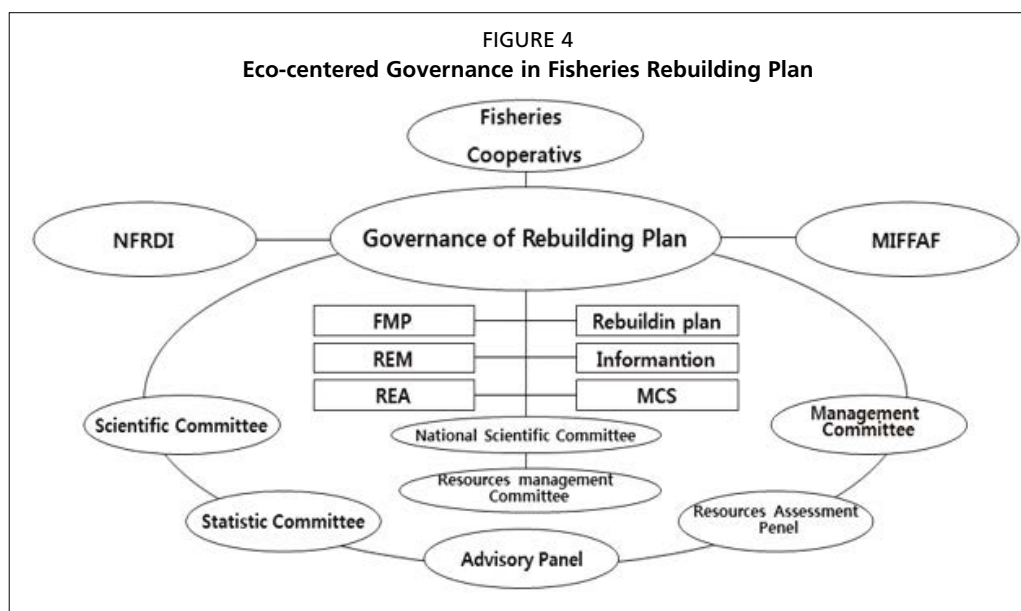 FIGURE 4
Eco-centered Governance in Fisheries Rebuilding Plan
Fisheries
Cooperativs
NFRDI
Governance of Rebuilding Plan
MIFFAF
FMP
Rebuildin plan
REM
Informantion
REA
MCS
Scientific Committee
National Scientific Committee
Management
Committee
Resources management
Committee
Statistic Committee
Resources Assessment
Penel
Advisory Panel